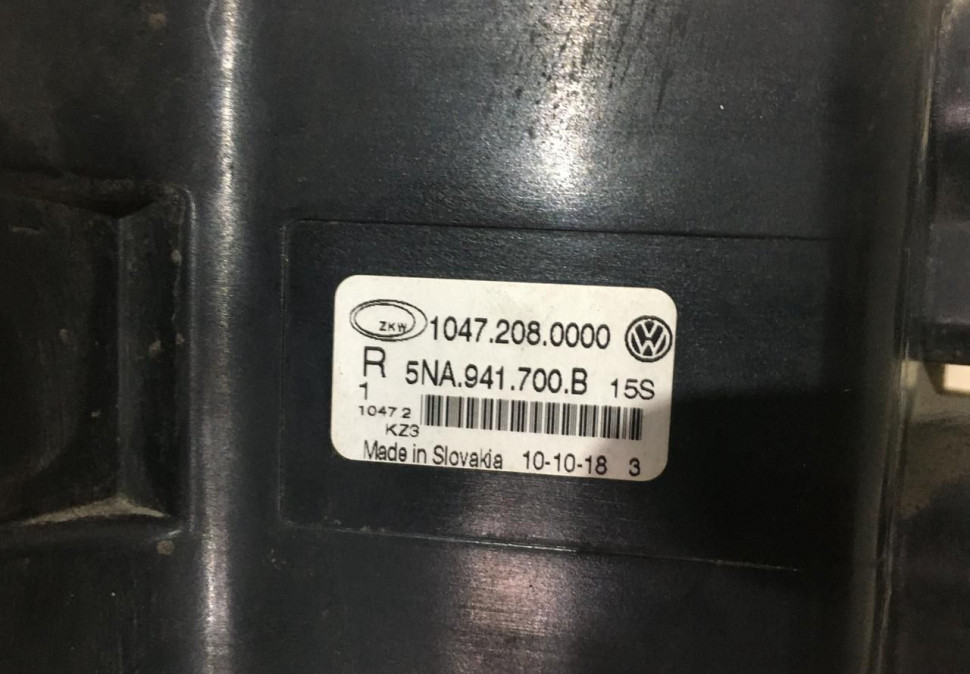 ZKW 1047.208.0000
R 5NA.941.700.B 15S
1
1047 2
KZ3
Made in Slovakia 10-10-18 3